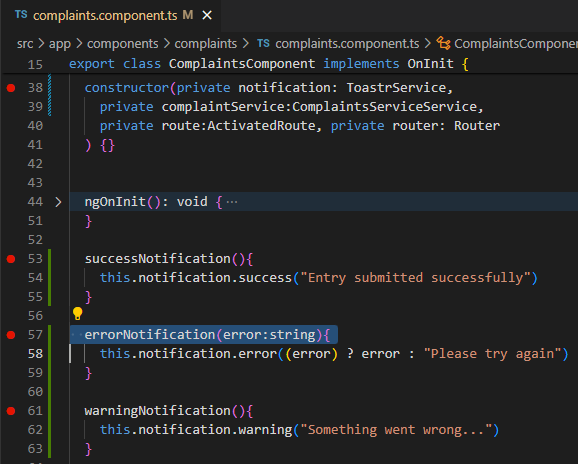 TS complaints.component.ts M ×
src > app > components > complaints > TS complaints.component.ts > ComplaintsComponen
15 export class ComplaintsComponent implements OnInit {
38 constructor(private notification: ToastrService,
39 private complaintService:ComplaintsServiceService,
40 private route:ActivatedRoute, private router: Router
41 ) {}
42
43
44 > ngOnInit(): void { ···
51 }
52
53 successNotification(){
54 this.notification.success("Entry submitted successfully")
55 }
56
57 errorNotification(error:string){
58 this.notification.error((error) ? error : "Please try again")
59 }
60
61 warningNotification(){
62 this.notification.warning("Something went wrong...")
63 }